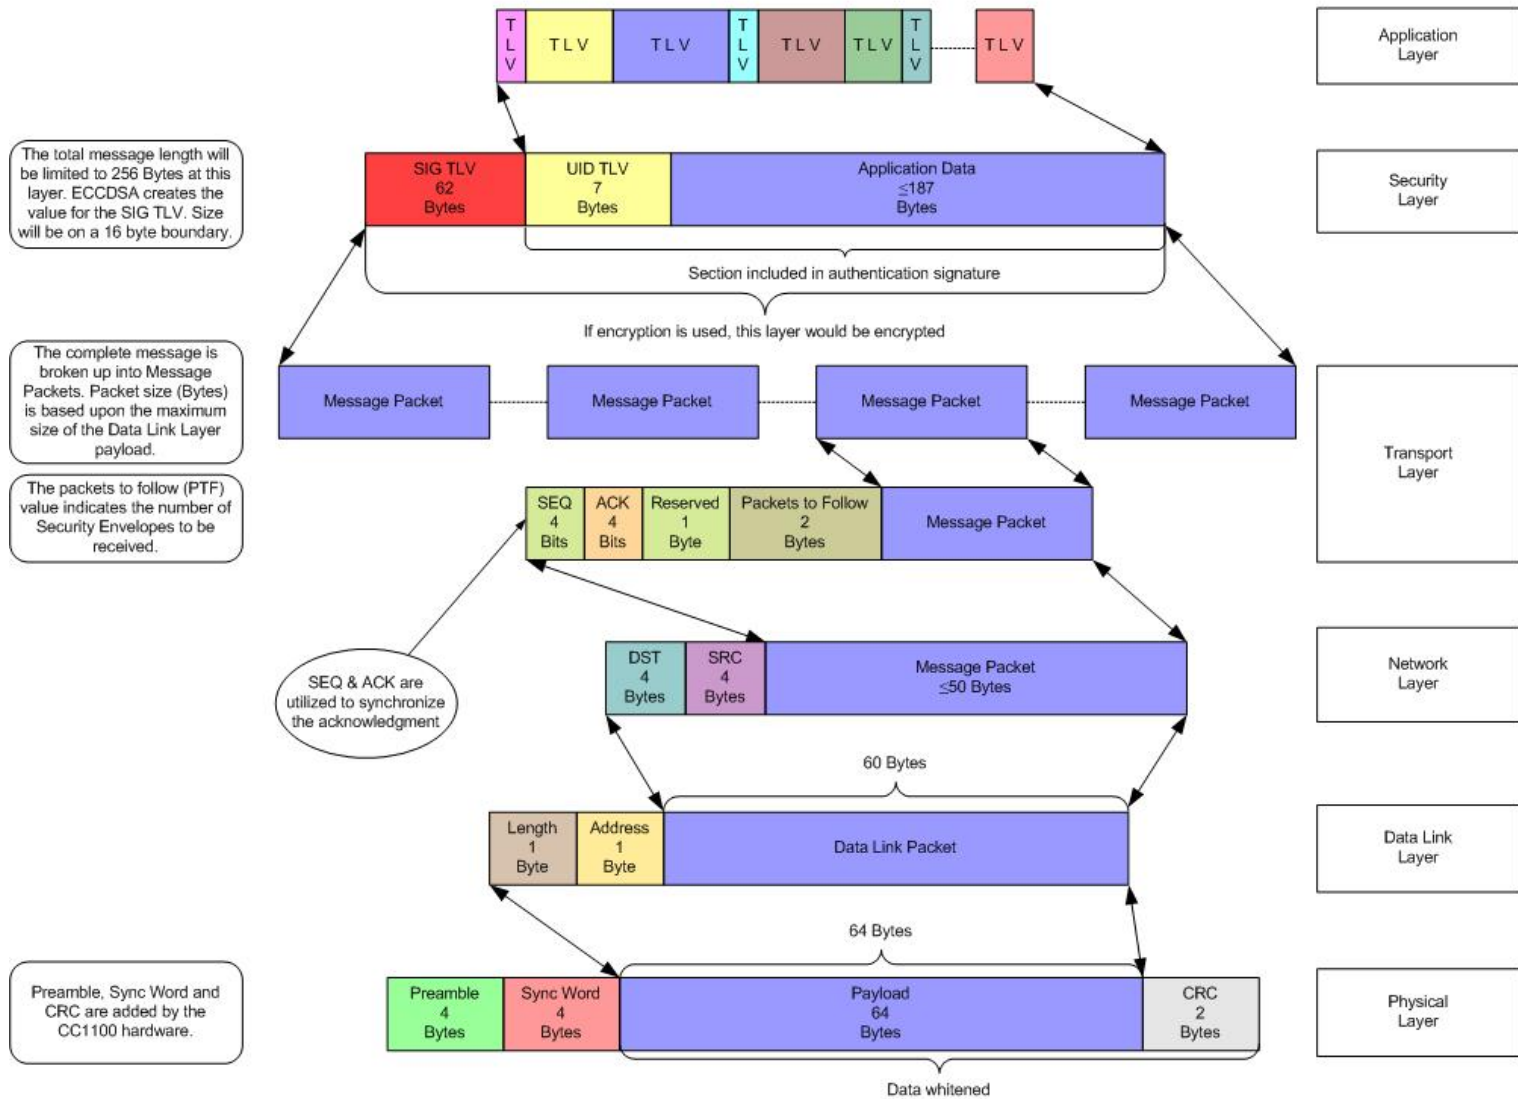 T
L
V
T L V
T L V
T
L
V
T L V
T L V
T
L
V
T L V
Application
Layer
The total message length will
be limited to 256 Bytes at this
layer. ECCDSA creates the
value for the SIG TLV. Size
will be on a 16 byte boundary.
SIG TLV
62
Bytes
UID TLV
7
Bytes
Application Data
≤187
Bytes
Security
Layer
Section included in authentication signature
If encryption is used, this layer would be encrypted
The complete message is
broken up into Message
Packets. Packet size (Bytes)
is based upon the maximum
size of the Data Link Layer
payload.
Message Packet
Message Packet
Message Packet
Message Packet
Transport
Layer
The packets to follow (PTF)
value indicates the number of
Security Envelopes to be
received.
SEQ
4
Bits
ACK
4
Bits
Reserved
1
Byte
Packets to Follow
2
Bytes
Message Packet
SEQ & ACK are
utilized to synchronize
the acknowledgment
DST
4
Bytes
SRC
4
Bytes
Message Packet
≤50 Bytes
Network
Layer
60 Bytes
Length
1
Byte
Address
1
Byte
Data Link Packet
Data Link
Layer
64 Bytes
Preamble, Sync Word and
CRC are added by the
CC1100 hardware.
Preamble
4
Bytes
Sync Word
4
Bytes
Payload
64
Bytes
CRC
2
Bytes
Physical
Layer
Data whitened